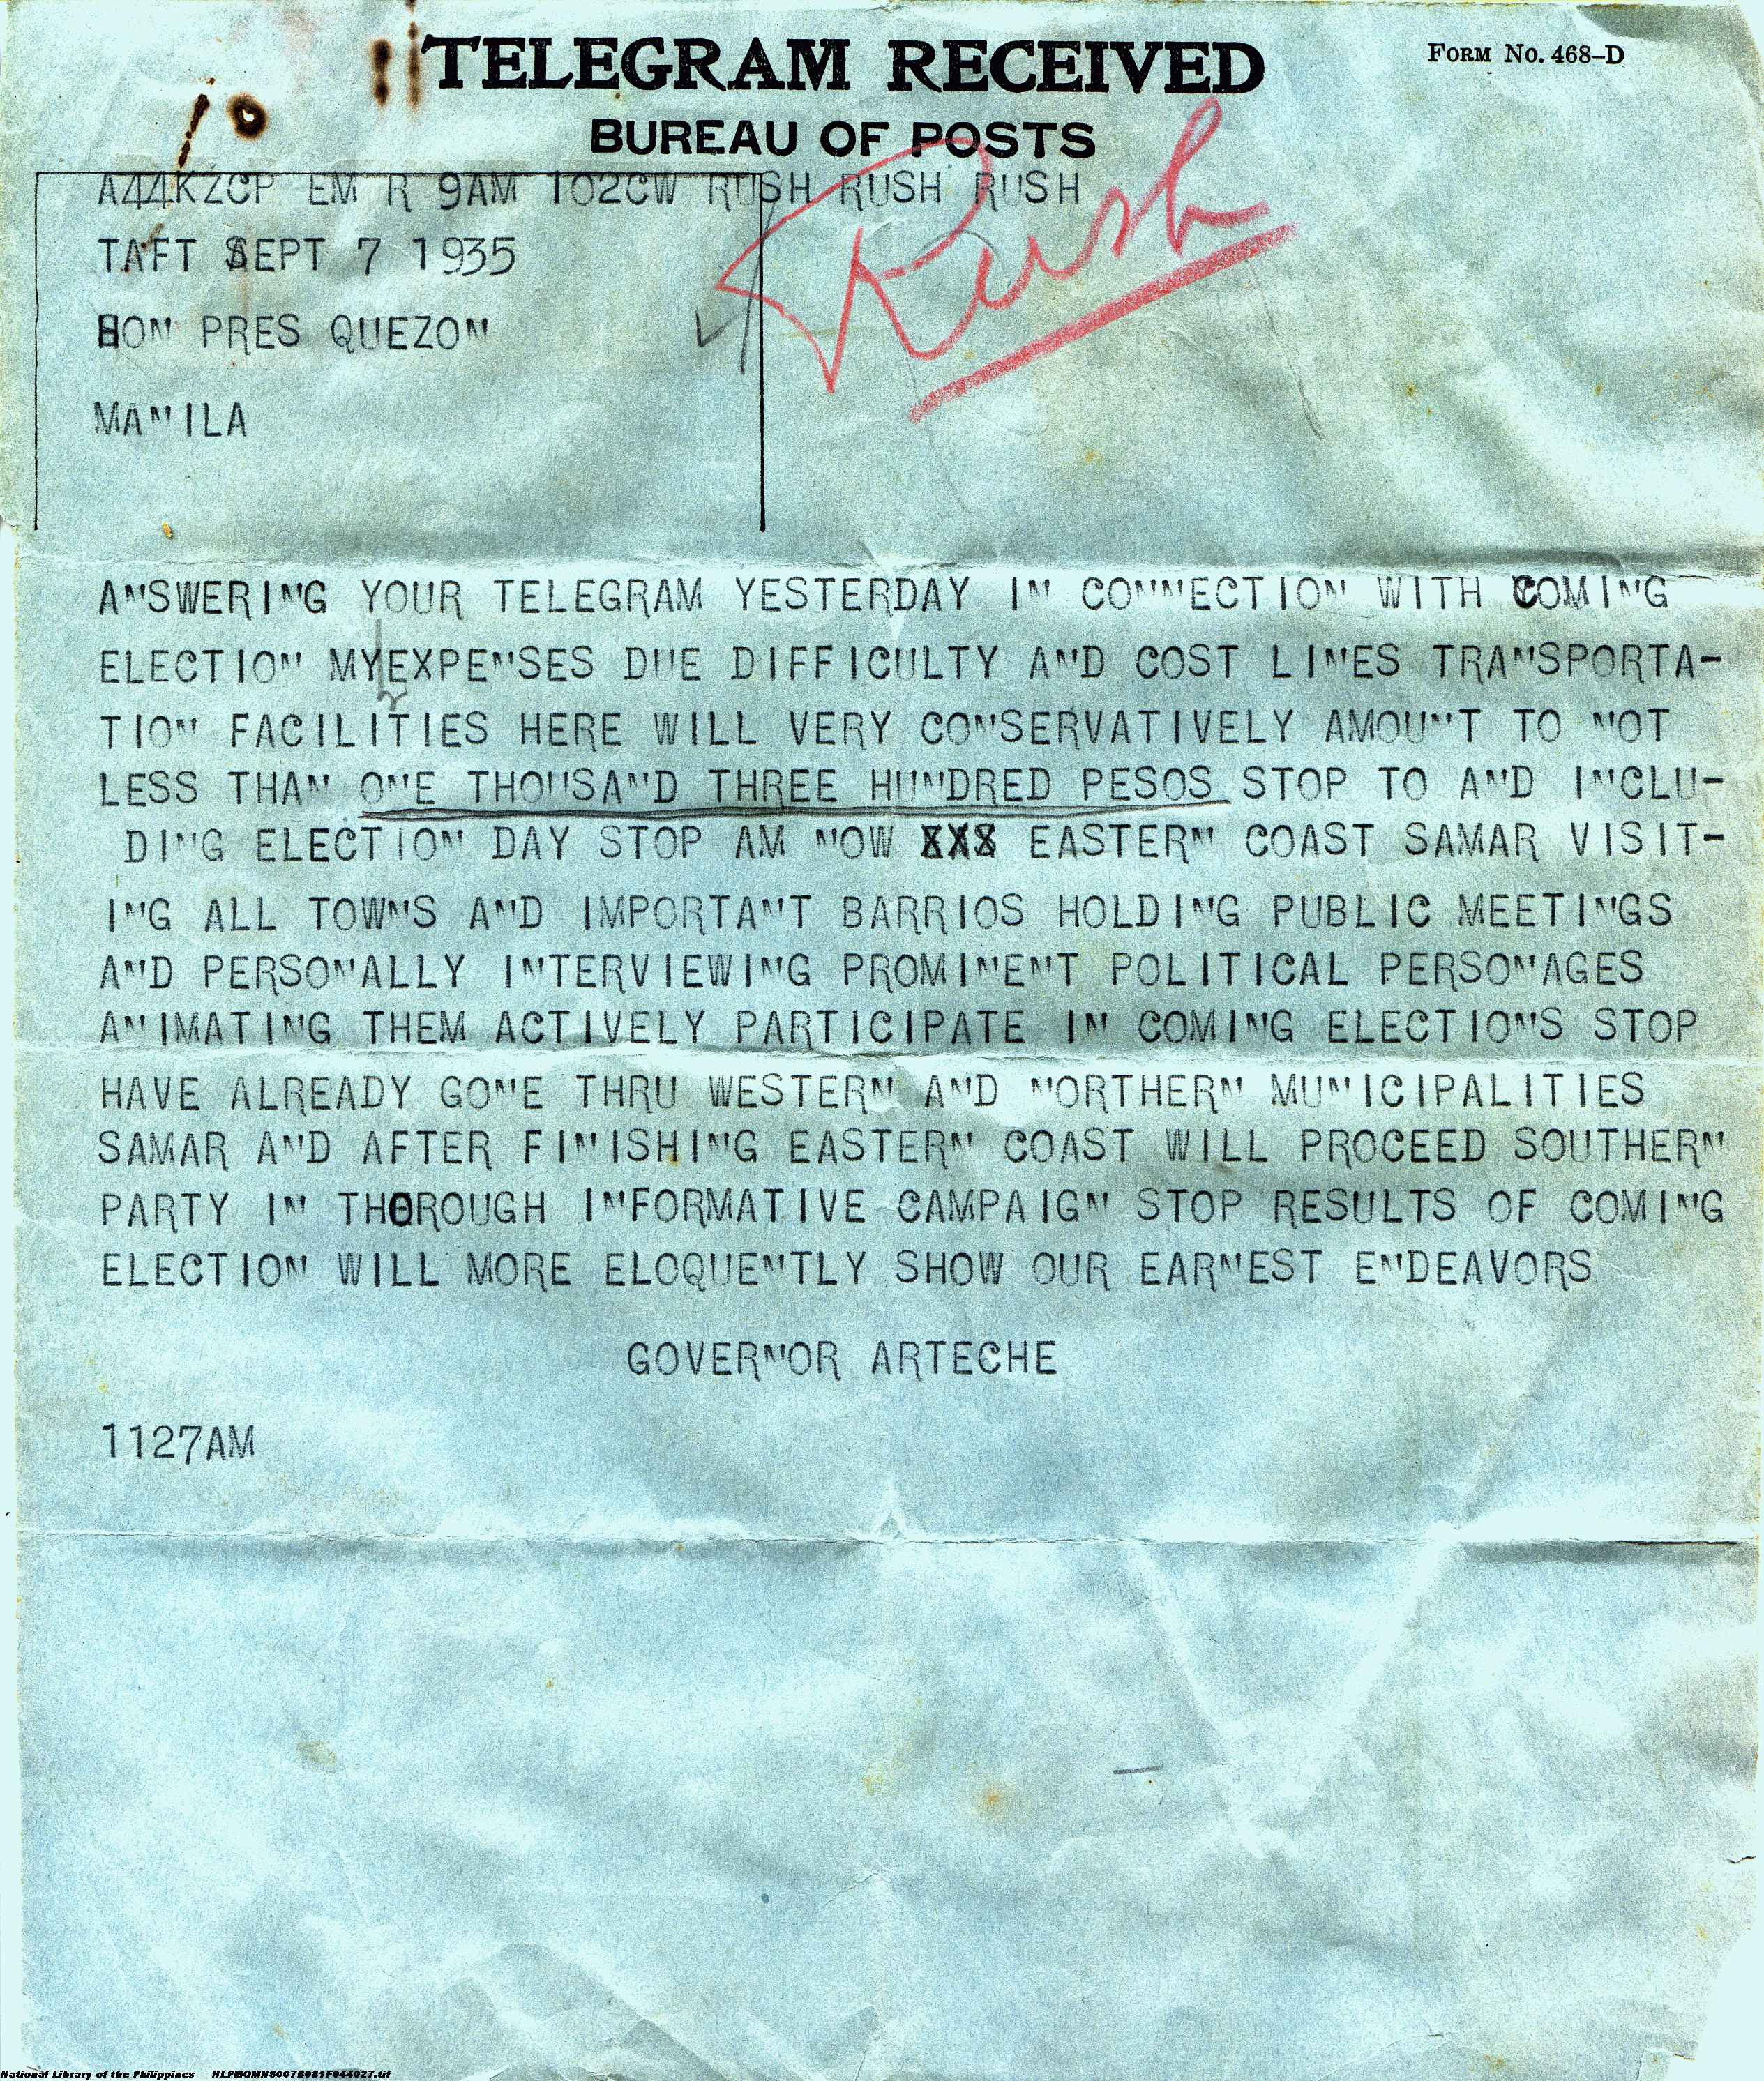 TELEGRAM RECEIVED
FORM NO. 468-D
BUREAU OF POSTS
A44KZCP EM R 9AM 102CW RUSH RUSH RUSH
Rush
TAFT SEPT 7 1935
HON PRES QUEZON
MANILA
ANSWERING YOUR TELEGRAM YESTERDAY IN CONNECTION WITH COMING
ELECTION MYEXPENSES DUE DIFFICULTY AND COST LINES TRANSPORTA-
TION FACILITIES HERE WILL VERY CONSERVATIVELY AMOUNT TO NOT
LESS THAN ONE THOUSAND THREE HUNDRED PESOS STOP TO AND INCLU-
DING ELECTION DAY STOP AM NOW XXX EASTERN COAST SAMAR VISIT-
ING ALL TOWNS AND IMPORTANT BARRIOS HOLDING PUBLIC MEETINGS
AND PERSONALLY INTERVIEWING PROMINENT POLITICAL PERSONAGES
ANIMATING THEM ACTIVELY PARTICIPATE IN COMING ELECTIONS STOP
HAVE ALREADY GONE THRU WESTERN AND NORTHERN MUNICIPALITIES
SAMAR AND AFTER FINISHING EASTERN COAST WILL PROCEED SOUTHERN
PARTY IN THOROUGH INFORMATIVE CAMPAIGN STOP RESULTS OF COMING
ELECTION WILL MORE ELOQUENTLY SHOW OUR EARNEST ENDEAVORS
GOVERNOR ARTECHE
1127AM
National Library of the Philippines NLPMQMNS007B081F044027.tif